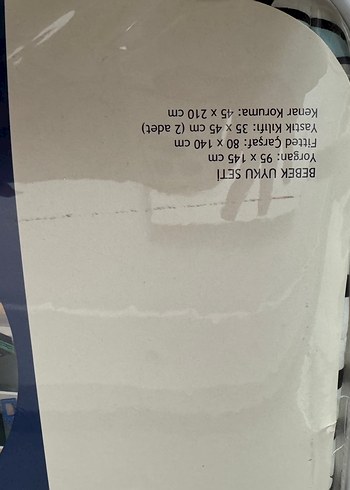 BEBEK UYKU SETİ
Yorgan: 95 x 145 cm
Fitted Çarşaf: 80 x 140 cm
Yastık Kılıfı: 35 x 45 cm (2 adet)
Kenar Koruma: 45 x 210 cm